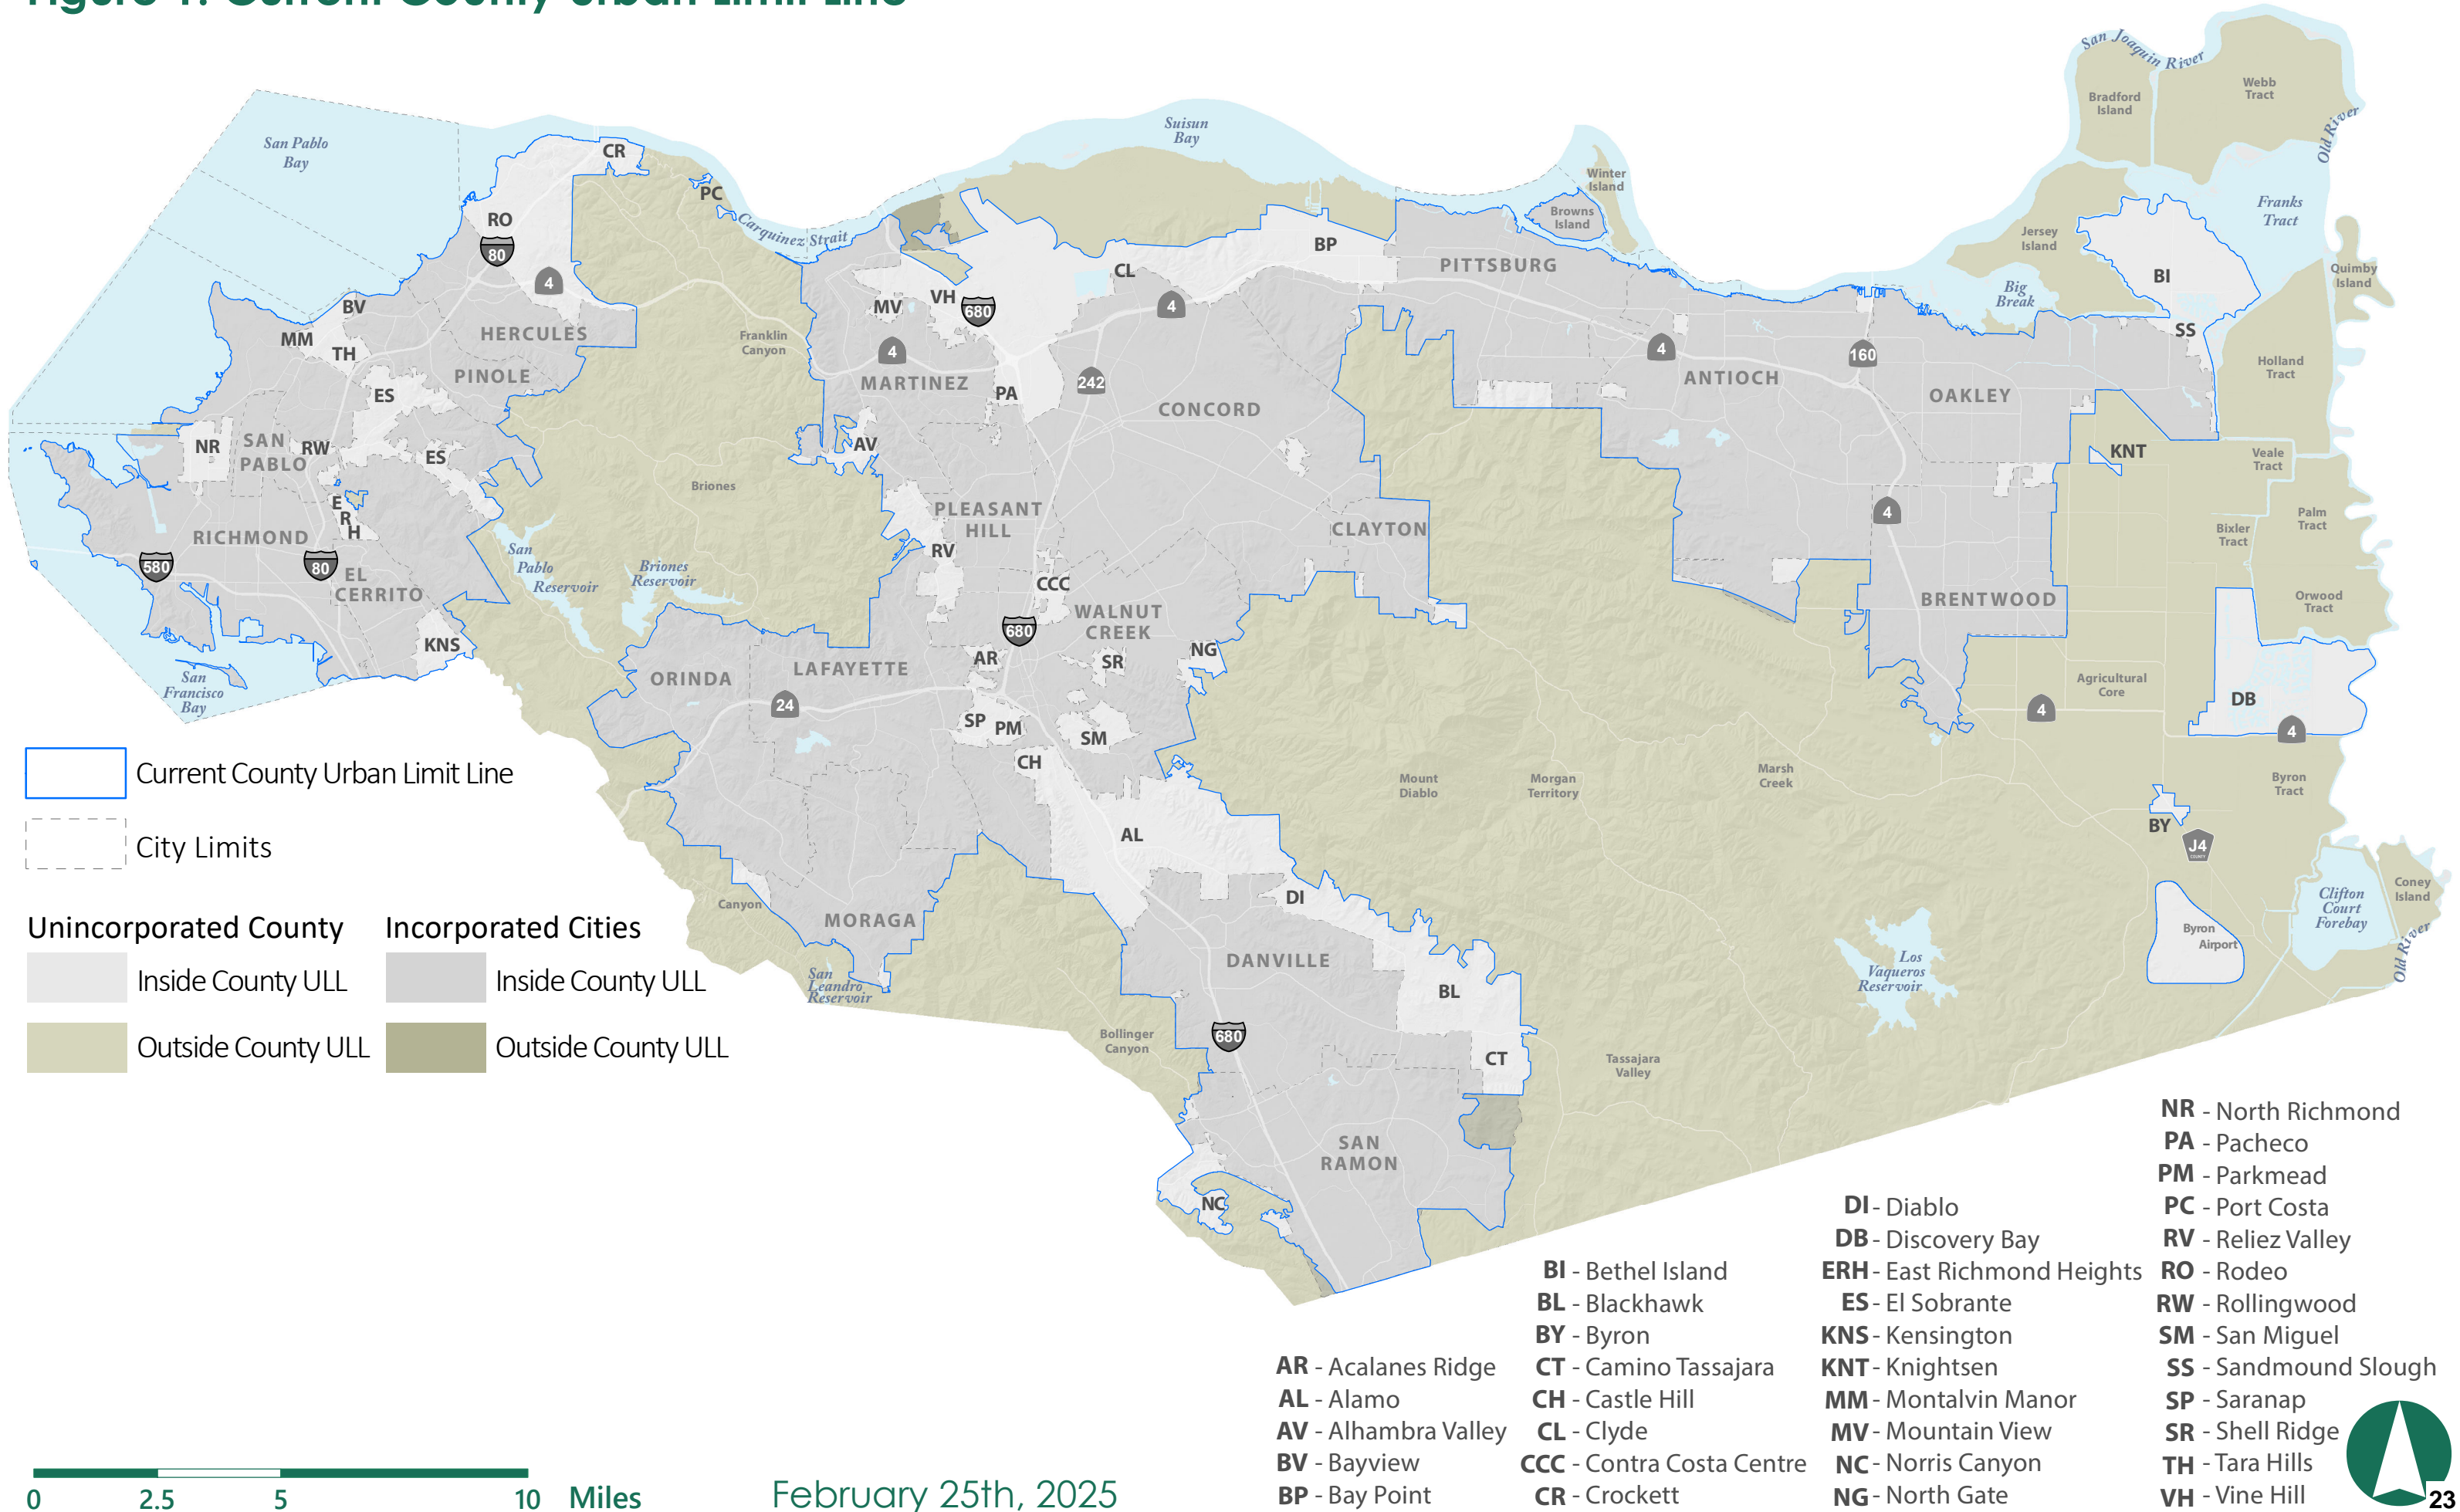 Figure 1: Current County Urban Limit Line
San Joaquin River
Webb
Tract
Bradford
Island
Old River
San Pablo
Bay
Suisun
Bay
CR
PC
Carquinez Strait
Winter
Island
Browns
Island
Franks
Tract
Jersey
Island
RO
80
4
BP
PITTSBURG
BI
Quimby
Island
Big
Break
CL
BV
MM
TH
HERCULES
MV
VH
680
4
SS
Franklin
Canyon
4
4
160
Holland
Tract
PINOLE
ES
MARTINEZ
PA
242
CONCORD
ANTIOCH
OAKLEY
NR
SAN
PABLO
RW
ES
AV
KNT
Veale
Tract
Briones
E
R
H
PLEASANT
HILL
CLAYTON
4
Palm
Tract
Bixler
Tract
RICHMOND
580
80
EL
CERRITO
San
Pablo
Reservoir
Briones
Reservoir
RV
CCC
WALNUT
CREEK
BRENTWOOD
Orwood
Tract
KNS
680
NG
San
Francisco
Bay
ORINDA
LAFAYETTE
AR
SR
24
SP
PM
SM
Agricultural
Core
4
DB
4
CH
Mount
Diablo
Morgan
Territory
Marsh
Creek
Byron
Tract
Current County Urban Limit Line
City Limits
AL
BY
J4
COUNTY
DI
Canyon
MORAGA
Clifton
Court
Forebay
Coney
Island
Old River
Byron
Airport
Unincorporated County
Incorporated Cities
Inside County ULL
Inside County ULL
Outside County ULL
Outside County ULL
San
Leandro
Reservoir
DANVILLE
BL
Los
Vaqueros
Reservoir
Bollinger
Canyon
680
CT
Tassajara
Valley
SAN
RAMON
NC
AR - Acalanes Ridge
AL - Alamo
AV - Alhambra Valley
BV - Bayview
BP - Bay Point
BI - Bethel Island
BL - Blackhawk
BY - Byron
CT - Camino Tassajara
CH - Castle Hill
CL - Clyde
CCC - Contra Costa Centre
CR - Crockett
DI - Diablo
DB - Discovery Bay
ERH - East Richmond Heights
ES - El Sobrante
KNS - Kensington
KNT - Knightsen
MM - Montalvin Manor
MV - Mountain View
NC - Norris Canyon
NG - North Gate
NR - North Richmond
PA - Pacheco
PM - Parkmead
PC - Port Costa
RV - Reliez Valley
RO - Rodeo
RW - Rollingwood
SM - San Miguel
SS - Sandmound Slough
SP - Saranap
SR - Shell Ridge
TH - Tara Hills
VH - Vine Hill
0 2.5 5 10 Miles
February 25th, 2025
23